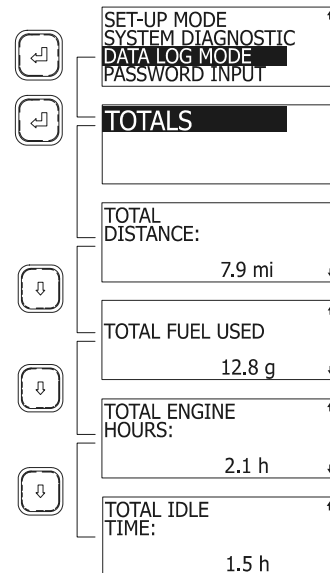 SET-UP MODE
SYSTEM DIAGNOSTIC
DATA LOG MODE
PASSWORD INPUT
TOTALS
TOTAL
DISTANCE:
7.9 mi
TOTAL FUEL USED
12.8 g
TOTAL ENGINE
HOURS:
2.1 h
TOTAL IDLE
TIME:
1.5 h